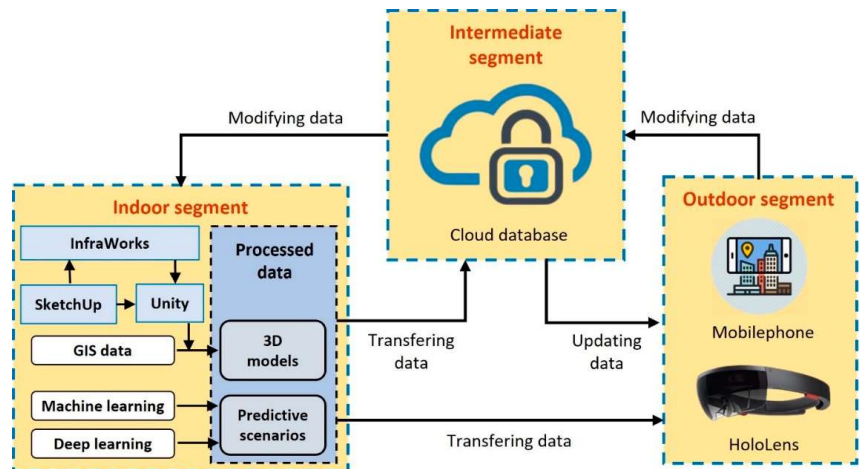 Intermediate
segment
Modifying data
Modifying data
Cloud database
Indoor segment
InfraWorks
SketchUp
Unity
GIS data
Machine learning
Deep learning
Processed
data
3D
models
Predictive
scenarios
Transfering
data
Updating
data
Transfering data
Outdoor segment
Mobilephone
HoloLens